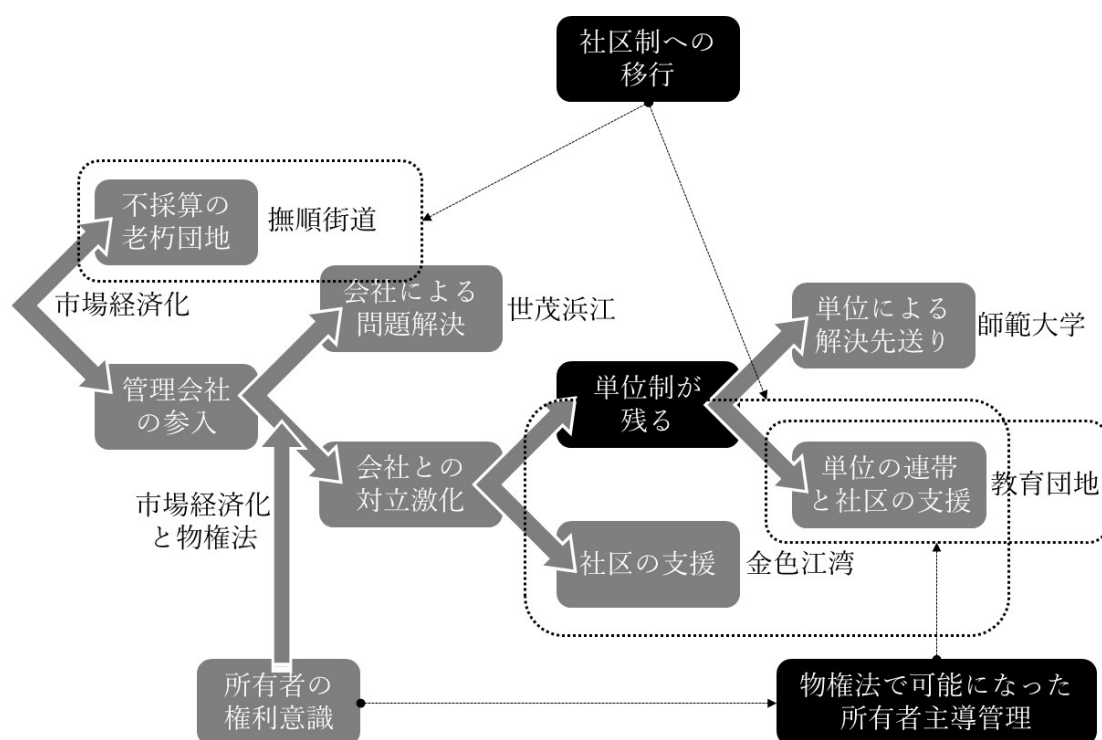 社区制への
移行
不採算の
老朽団地
撫順街道
市場経済化
会社による
問題解決
世茂浜江
単位による
解決先送り
師範大学
管理会社
の参入
単位制が
残る
会社との
対立激化
単位の連帯
と社区の支援
教育団地
市場経済化
と物権法
社区の支援
金色江湾
所有者の
権利意識
物権法で可能になった
所有者主導管理